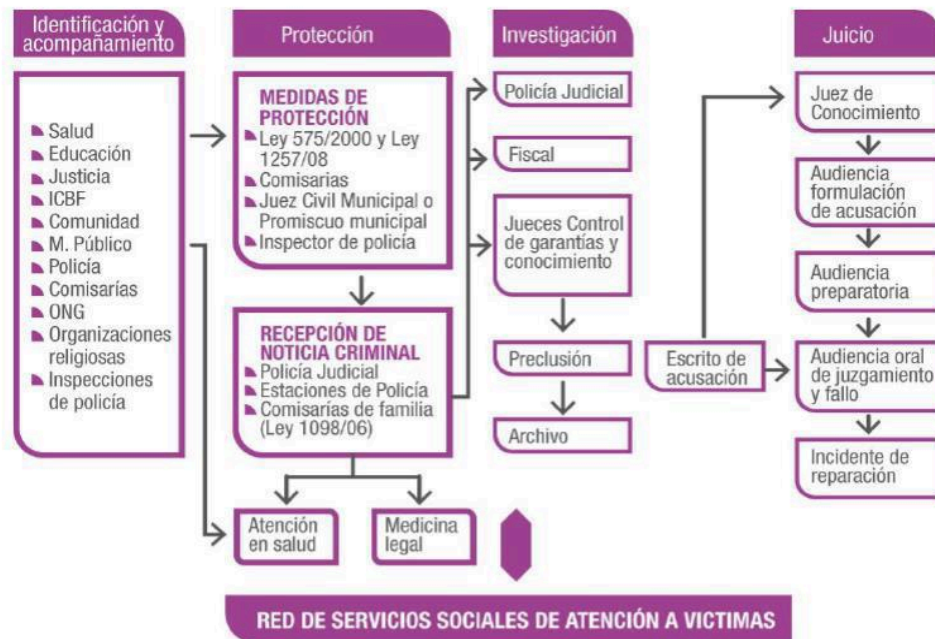 Identificación y
acompañamiento
Salud
Educación
Justicia
ICBF
Comunidad
M. Público
Policía
Comisarías
ONG
Organizaciones
religiosas
Inspecciones
de policía
Protección
MEDIDAS DE
PROTECCIÓN
Ley 575/2000 y Ley
1257/08
Comisarias
Juez Civil Municipal o
Promiscuo municipal
Inspector de policía
RECEPCIÓN DE
NOTICIA CRIMINAL
Policía Judicial
Estaciones de Policía
Comisarías de familia
(Ley 1098/06)
Atención
en salud
Medicina
legal
Investigación
Policía Judicial
Fiscal
Jueces Control
de garantías y
conocimiento
Preclusión
Archivo
Escrito de
acusación
Juicio
Juez de
Conocimiento
Audiencia
formulación
de acusación
Audiencia
preparatoria
Audiencia oral
de juzgamiento
y fallo
Incidente de
reparación
RED DE SERVICIOS SOCIALES DE ATENCIÓN A VICTIMAS